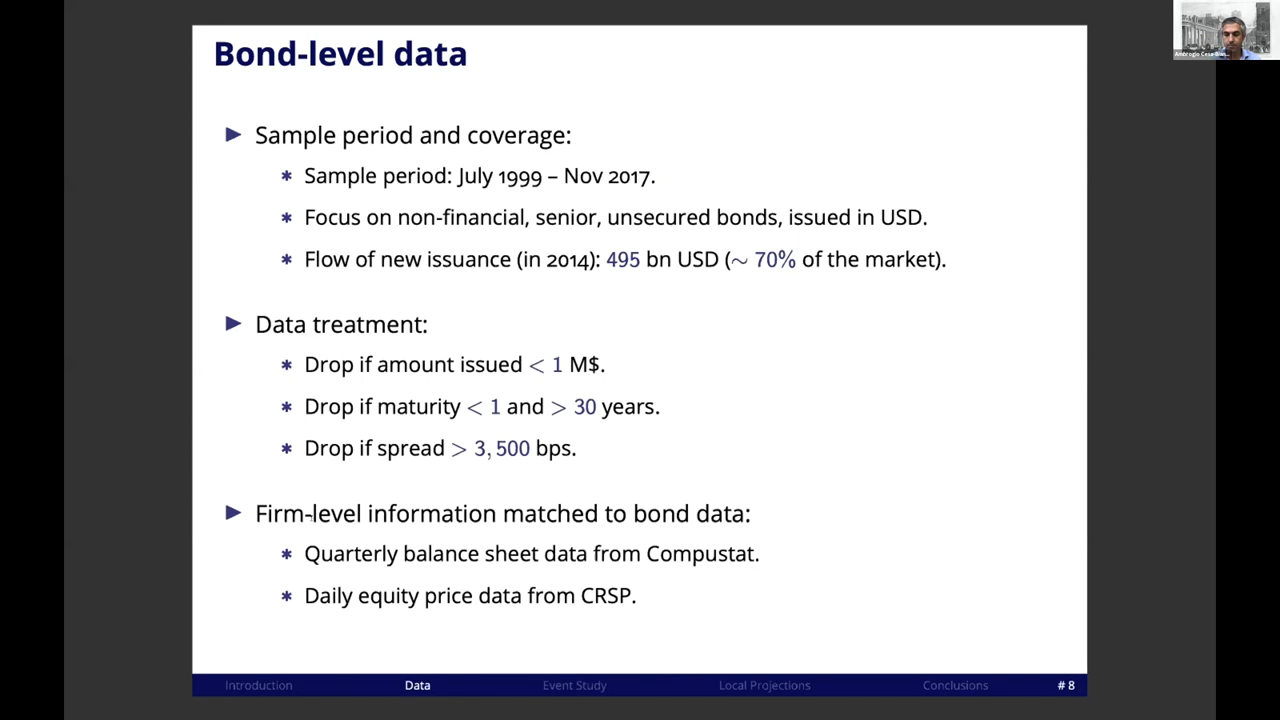 Bond-level data
▶ Sample period and coverage:
* Sample period: July 1999 – Nov 2017.
* Focus on non-financial, senior, unsecured bonds, issued in USD.
* Flow of new issuance (in 2014): 495 bn USD (∼ 70% of the market).
▶ Data treatment:
* Drop if amount issued < 1 M$.
* Drop if maturity < 1 and > 30 years.
* Drop if spread > 3,500 bps.
▶ Firm-level information matched to bond data:
* Quarterly balance sheet data from Compustat.
* Daily equity price data from CRSP.
Introduction Data Event Study Local Projections Conclusions # 8
Ambrogio Cesa-Bian...